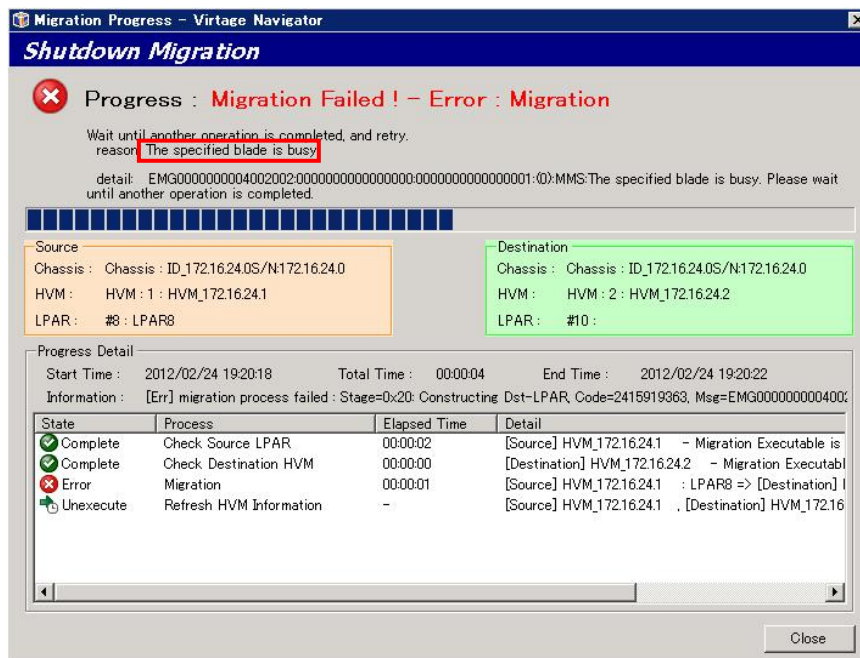 Migration Progress - Virtage Navigator
Shutdown Migration
Progress : Migration Failed ! - Error : Migration
Wait until another operation is completed, and retry.
reason: The specified blade is busy
detail: EMG0000000004002002:0000000000000000:0000000000000001:(0):MMS:The specified blade is busy. Please wait
until another operation is completed.
Source
Chassis : Chassis : ID_172.16.24.0S/N:172.16.24.0
HVM : HVM : 1 : HVM_172.16.24.1
LPAR : #8 : LPAR8
Destination
Chassis : Chassis : ID_172.16.24.0S/N:172.16.24.0
HVM : HVM : 2 : HVM_172.16.24.2
LPAR : #10 :
Progress Detail
Start Time : 2012/02/24 19:20:18 Total Time : 00:00:04 End Time : 2012/02/24 19:20:22
Information : [Err] migration process failed : Stage=0x20: Constructing Dst-LPAR, Code=2415919363, Msg=EMG0000000004002
State Process Elapsed Time Detail
Complete Check Source LPAR 00:00:02 [Source] HVM_172.16.24.1 - Migration Executable is
Complete Check Destination HVM 00:00:00 [Destination] HVM_172.16.24.2 - Migration Executabl
Error Migration 00:00:01 [Source] HVM_172.16.24.1 : LPAR8 => [Destination]
Unexecute Refresh HVM Information - [Source] HVM_172.16.24.1 , [Destination] HVM_172.16
Close